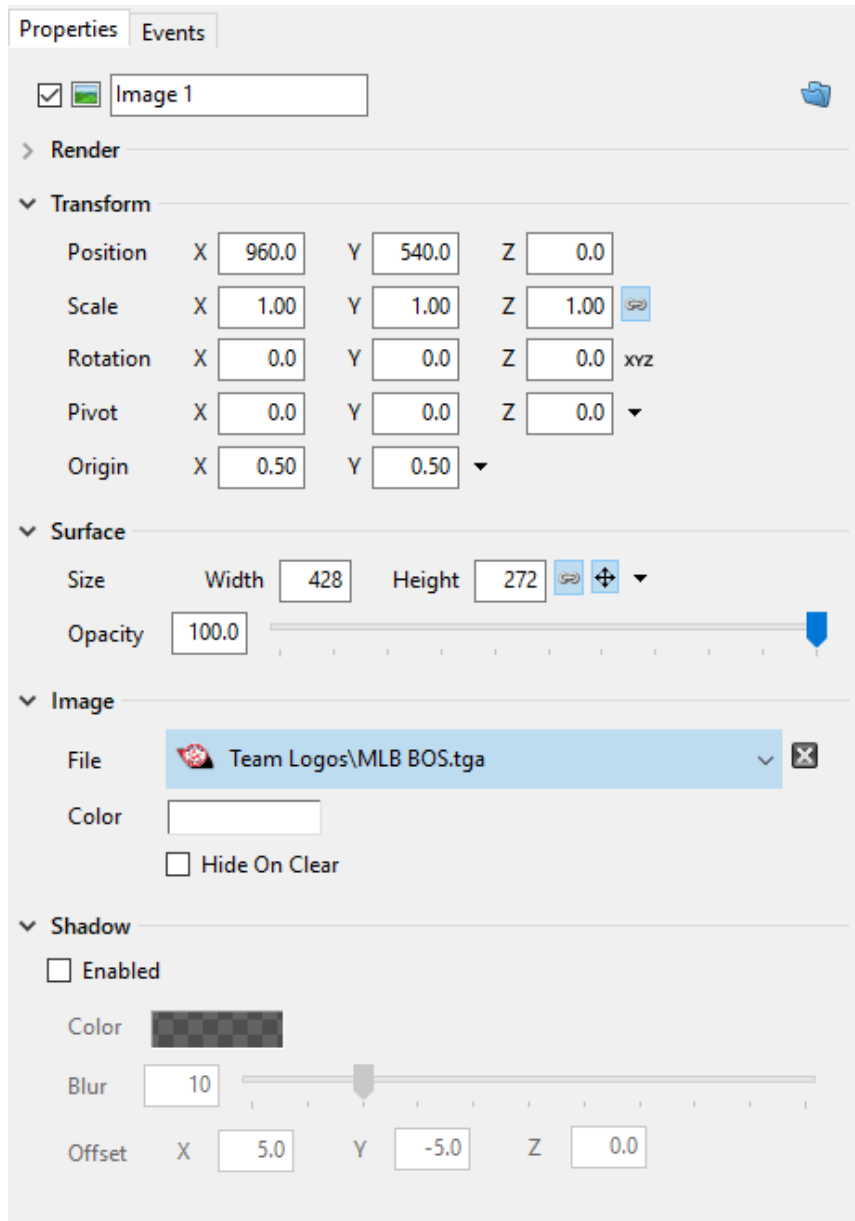 Properties Events
Image 1
Render
Transform
Position X 960.0 Y 540.0 Z 0.0
Scale X 1.00 Y 1.00 Z 1.00
Rotation X 0.0 Y 0.0 Z 0.0 XYZ
Pivot X 0.0 Y 0.0 Z 0.0
Origin X 0.50 Y 0.50
Surface
Size Width 428 Height 272
Opacity 100.0
Image
File Team Logos\MLB BOS.tga
Color
Hide On Clear
Shadow
Enabled
Color
Blur 10
Offset X 5.0 Y -5.0 Z 0.0